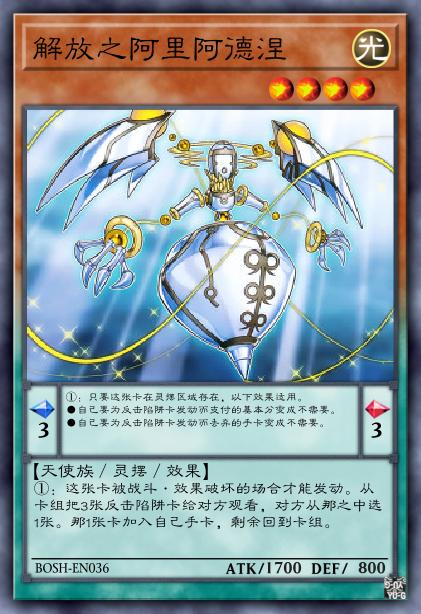 解放之阿里阿德涅
光
①：只要这张卡在灵摆区域存在，以下效果适用。
●自己要为反击陷阱卡发动而支付的基本分变成不需要。
●自己要为反击陷阱卡发动而丢弃的手卡变成不需要。
3
3
【天使族／灵摆／效果】
①：这张卡被战斗·效果破坏的场合才能发动。从
卡组把3张反击陷阱卡给对方观看，对方从那之中选
1张。那1张卡加入自己手卡，剩余回到卡组。
BOSH-EN036
ATK/1700 DEF/ 800